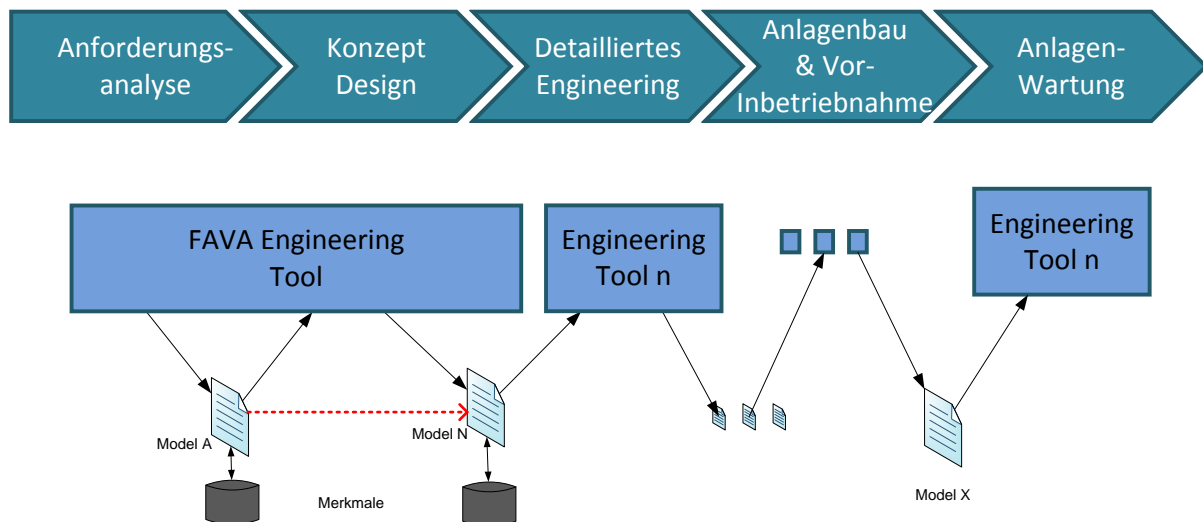 Anforderungs-
analyse
Konzept
Design
Detailliertes
Engineering
Anlagenbau
& Vor-
Inbetriebnahme
Anlagen-
Wartung
FAVA Engineering
Tool
Engineering
Tool n
Engineering
Tool n
Model A
Model N
Merkmale
Model X